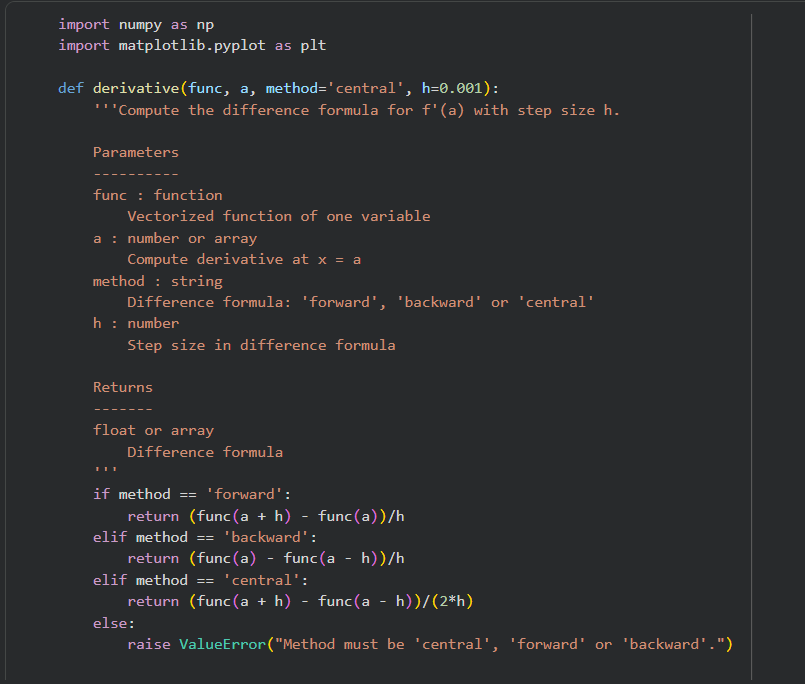 import numpy as np
import matplotlib.pyplot as plt

def derivative(func, a, method='central', h=0.001):
    '''Compute the difference formula for f'(a) with step size h.

    Parameters
    ----------
    func : function
        Vectorized function of one variable
    a : number or array
        Compute derivative at x = a
    method : string
        Difference formula: 'forward', 'backward' or 'central'
    h : number
        Step size in difference formula

    Returns
    -------
    float or array
        Difference formula
    '''
    if method == 'forward':
        return (func(a + h) - func(a))/h
    elif method == 'backward':
        return (func(a) - func(a - h))/h
    elif method == 'central':
        return (func(a + h) - func(a - h))/(2*h)
    else:
        raise ValueError("Method must be 'central', 'forward' or 'backward'.")